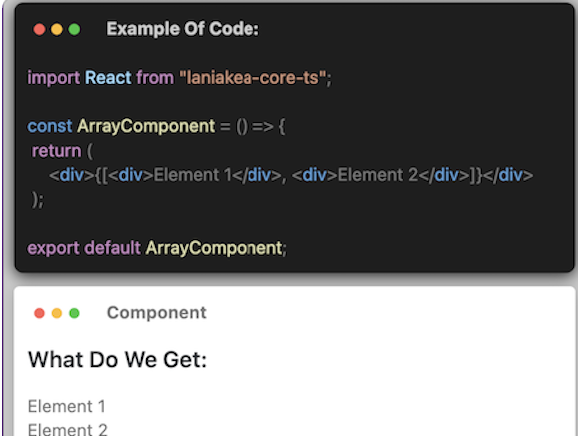 Example Of Code:
import React from "laniakea-core-ts";
const ArrayComponent = () => {
return (
<div>{[<div>Element 1</div>, <div>Element 2</div>]}</div>
);
export default ArrayComponent;
Component
What Do We Get:
Element 1
Element 2